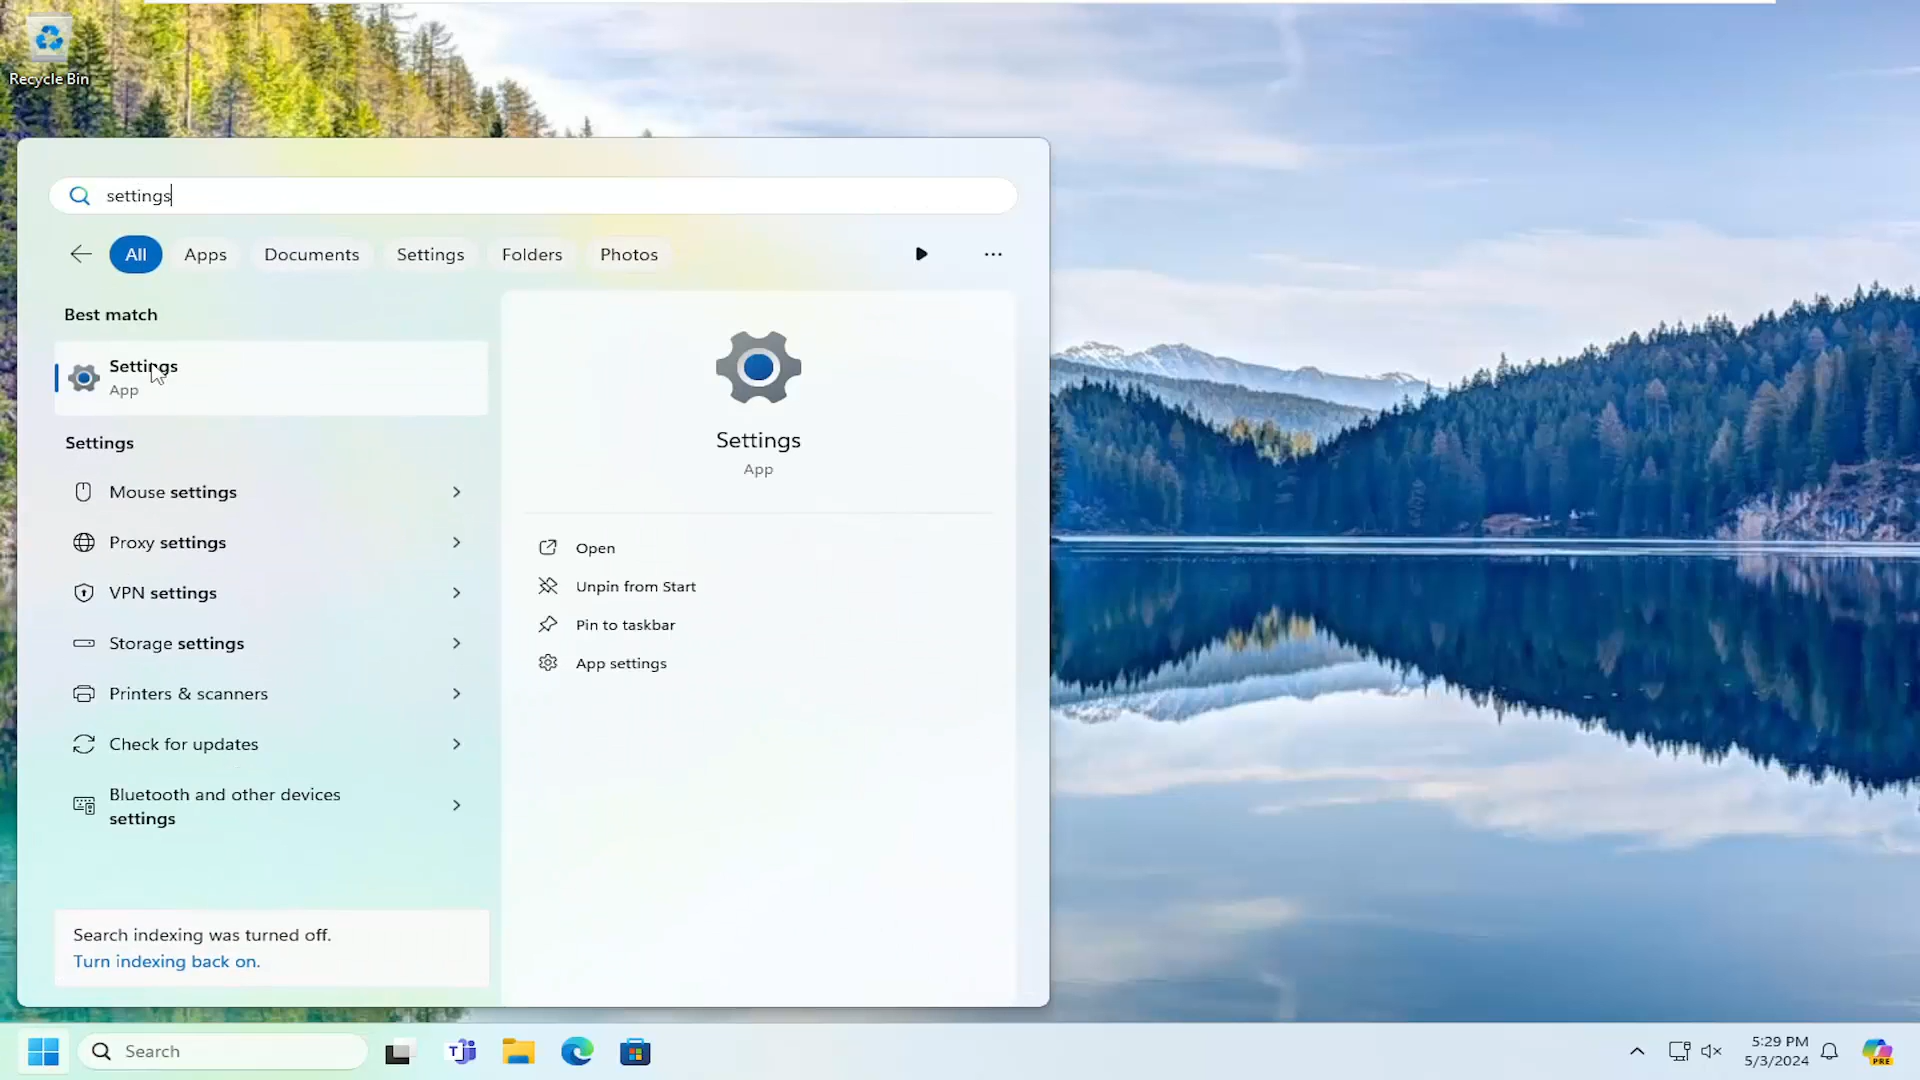 Recycle Bin
settings
All
Apps
Documents
Settings
Folders
Photos
Best match
Settings
App
Settings
Mouse settings
Proxy settings
VPN settings
Storage settings
Printers & scanners
Check for updates
Bluetooth and other devices
settings
Search indexing was turned off.
Turn indexing back on.
Settings
App
Open
Unpin from Start
Pin to taskbar
App settings
Search
5:29 PM
5/3/2024
PRE